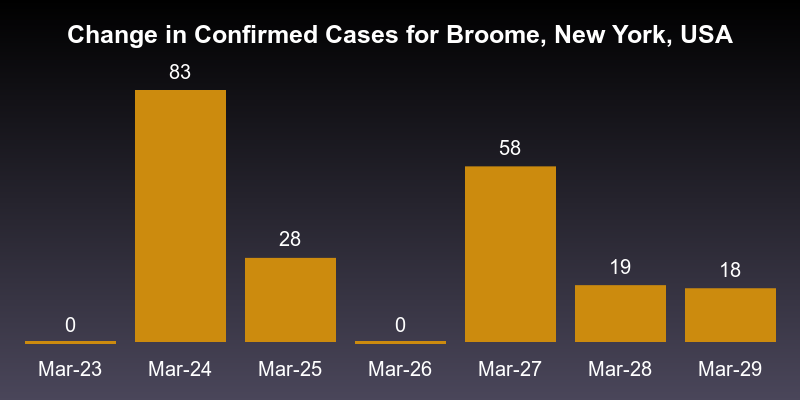 Change in Confirmed Cases for Broome, New York, USA
83
58
28
19
18
0
0
Mar-23
Mar-24
Mar-25
Mar-26
Mar-27
Mar-28
Mar-29